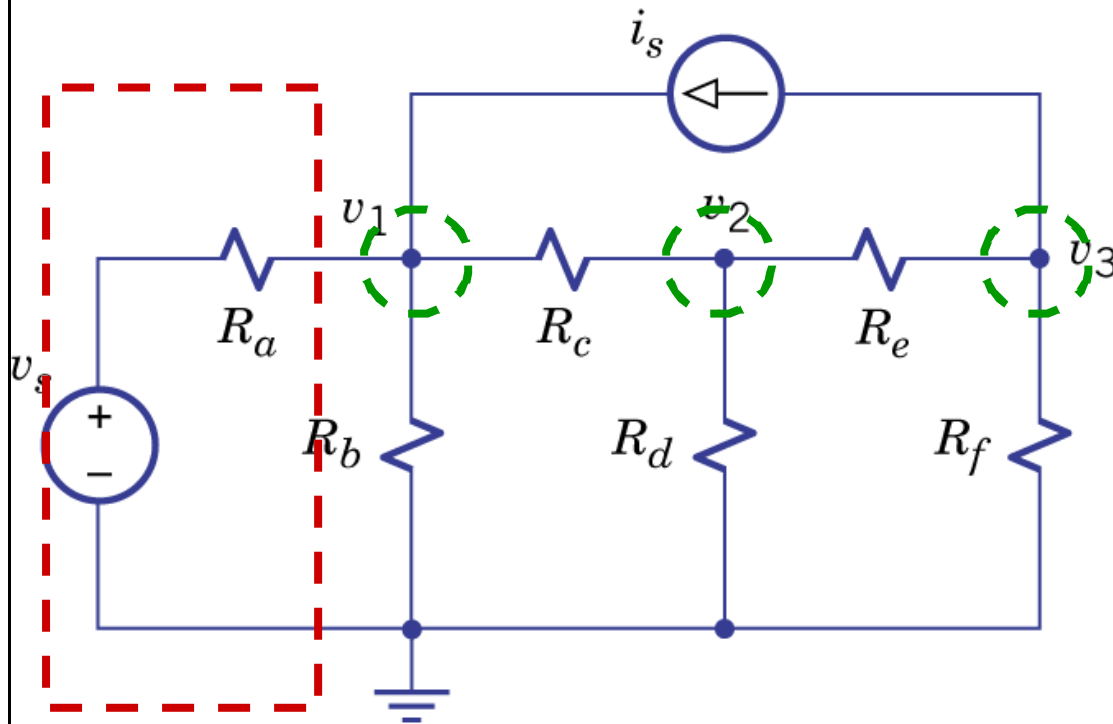 i_s
v_1
v_2
v_3
R_a
R_c
R_e
v_s
+
−
R_b
R_d
R_f